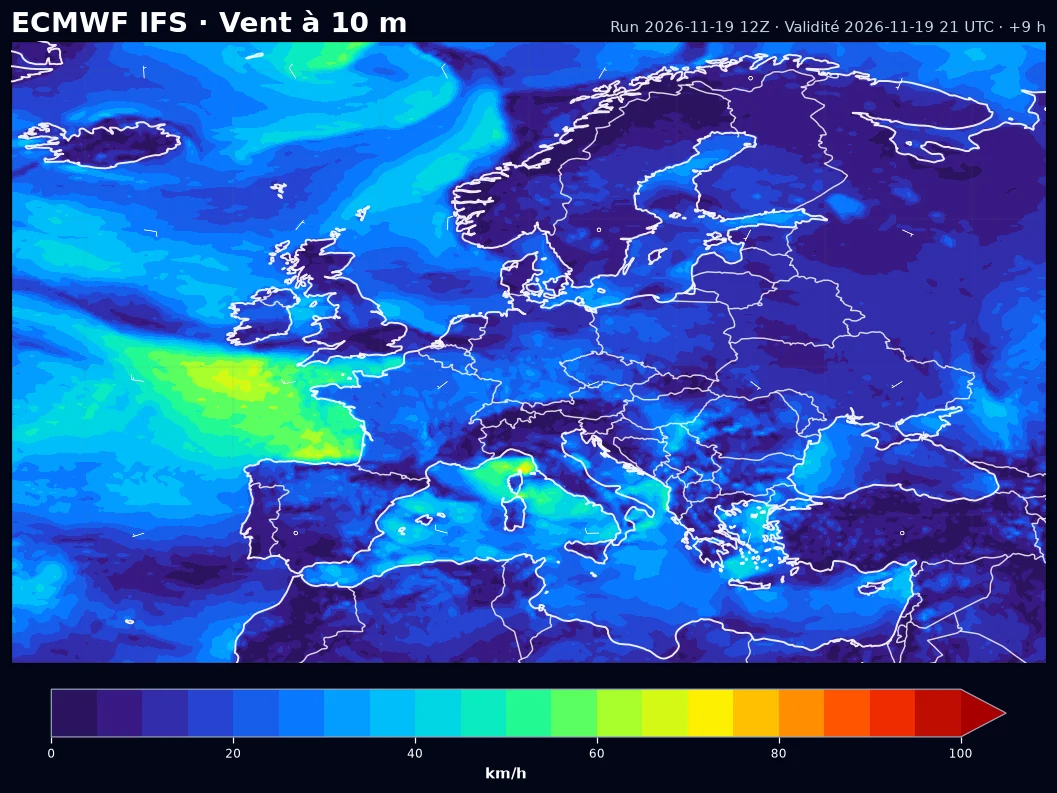 ECMWF IFS · Vent à 10 m
Run 2026-11-19 12Z · Validité 2026-11-19 21 UTC · +9 h
0 20 40 60 80 100
km/h